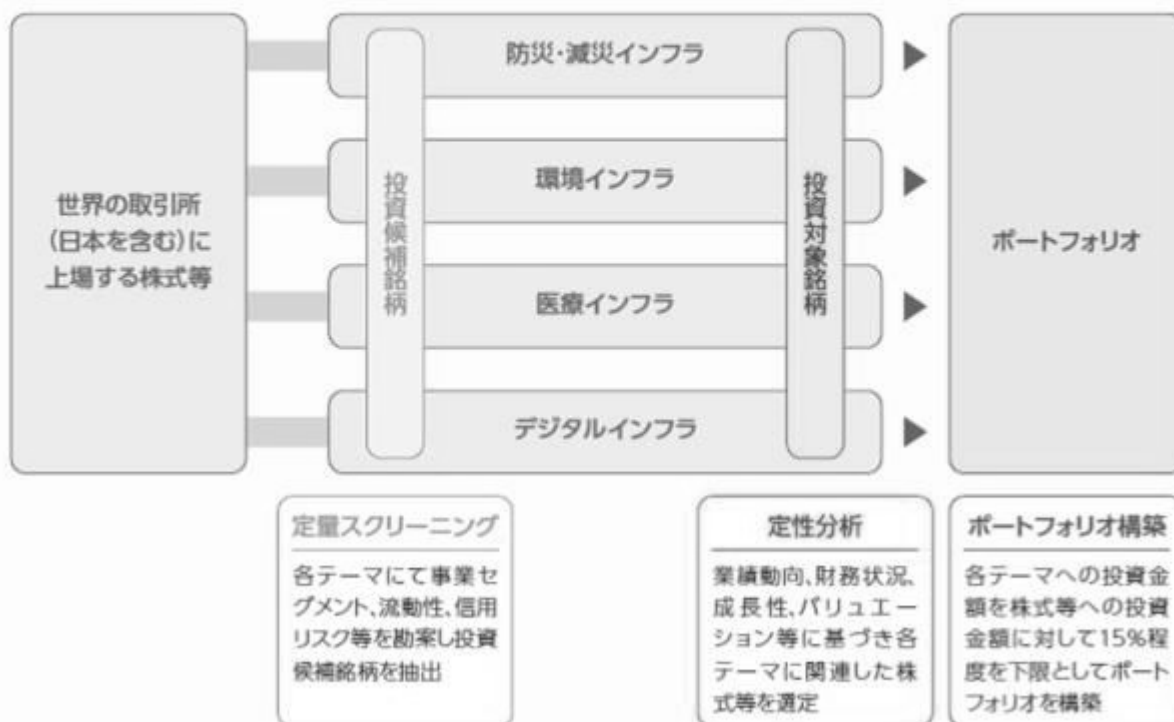 世界の取引所
(日本を含む)に
上場する株式等
防災・減災インフラ
環境インフラ
医療インフラ
デジタルインフラ
投資候補銘柄
投資対象銘柄
ポートフォリオ
定量スクリーニング
各テーマにて事業セ
グメント、流動性、信用
リスク等を勘案し投資
候補銘柄を抽出
定性分析
業績動向、財務状況、
成長性、バリュエー
ション等に基づき各
テーマに関連した株
式等を選定
ポートフォリオ構築
各テーマへの投資金
額を株式等への投資
金額に対して15%程
度を下限としてポート
フォリオを構築